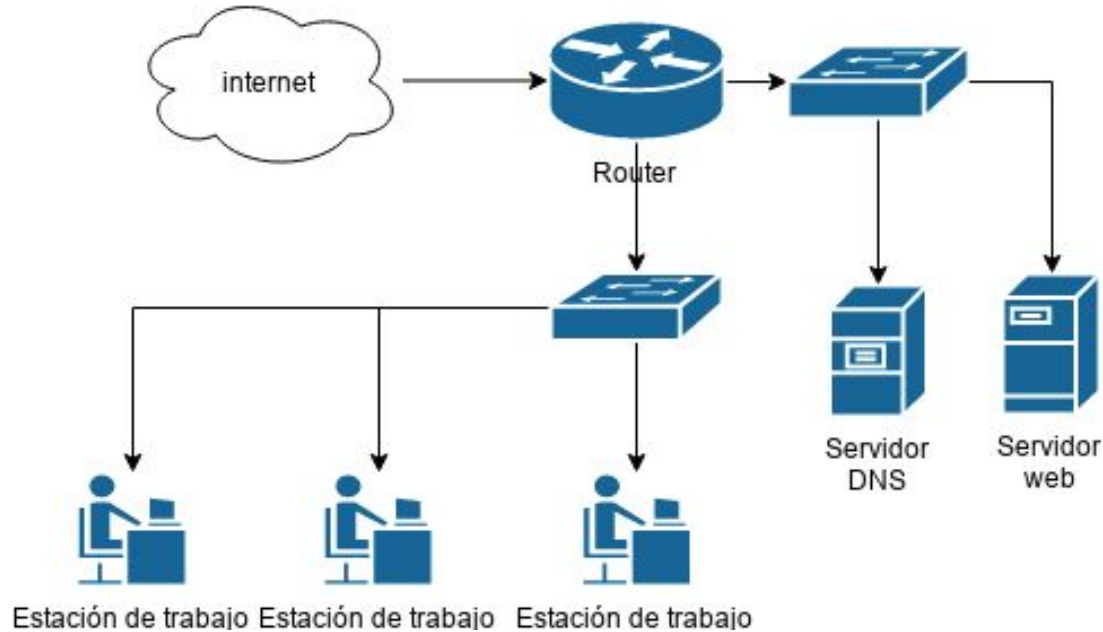 internet
Router
Servidor
DNS
Servidor
web
Estación de trabajo
Estación de trabajo
Estación de trabajo